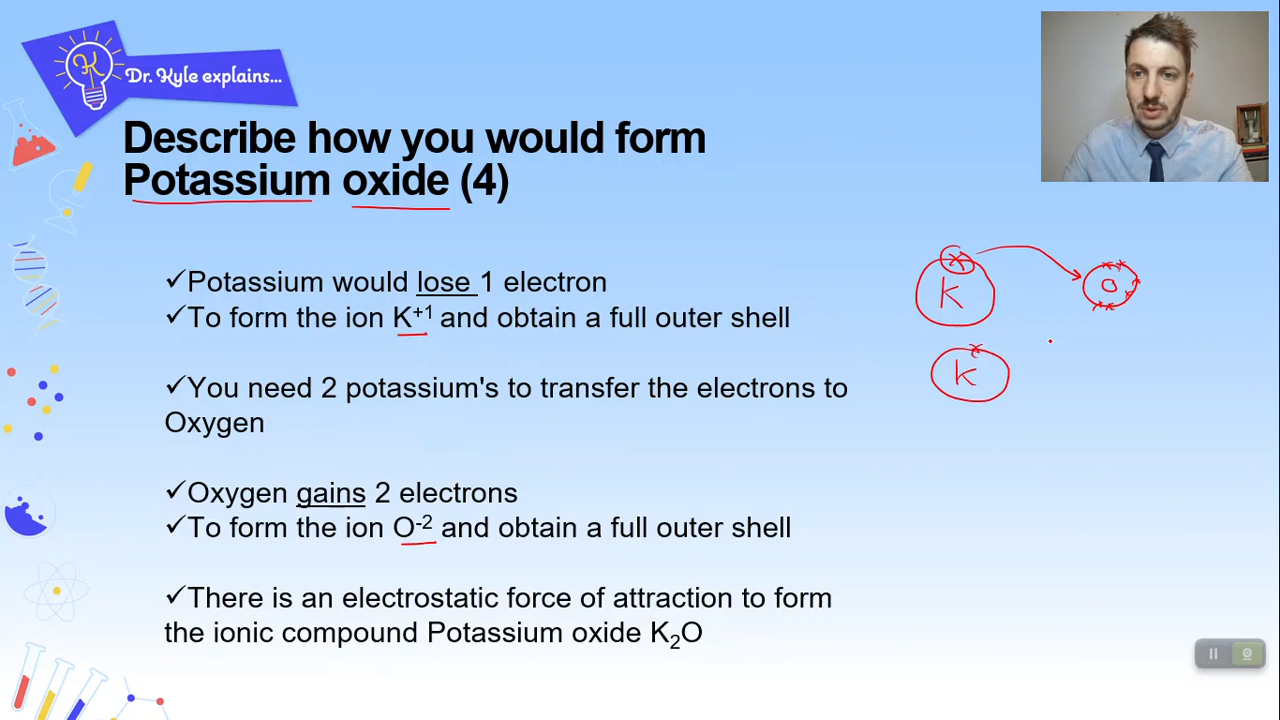 K
Dr. Kyle explains...
Describe how you would form
Potassium oxide (4)
✓Potassium would lose 1 electron
✓To form the ion K⁺¹ and obtain a full outer shell
✓You need 2 potassium's to transfer the electrons to
Oxygen
✓Oxygen gains 2 electrons
✓To form the ion O⁻² and obtain a full outer shell
✓There is an electrostatic force of attraction to form
the ionic compound Potassium oxide K₂O
x
K
x x
O
x x
x x
x
K